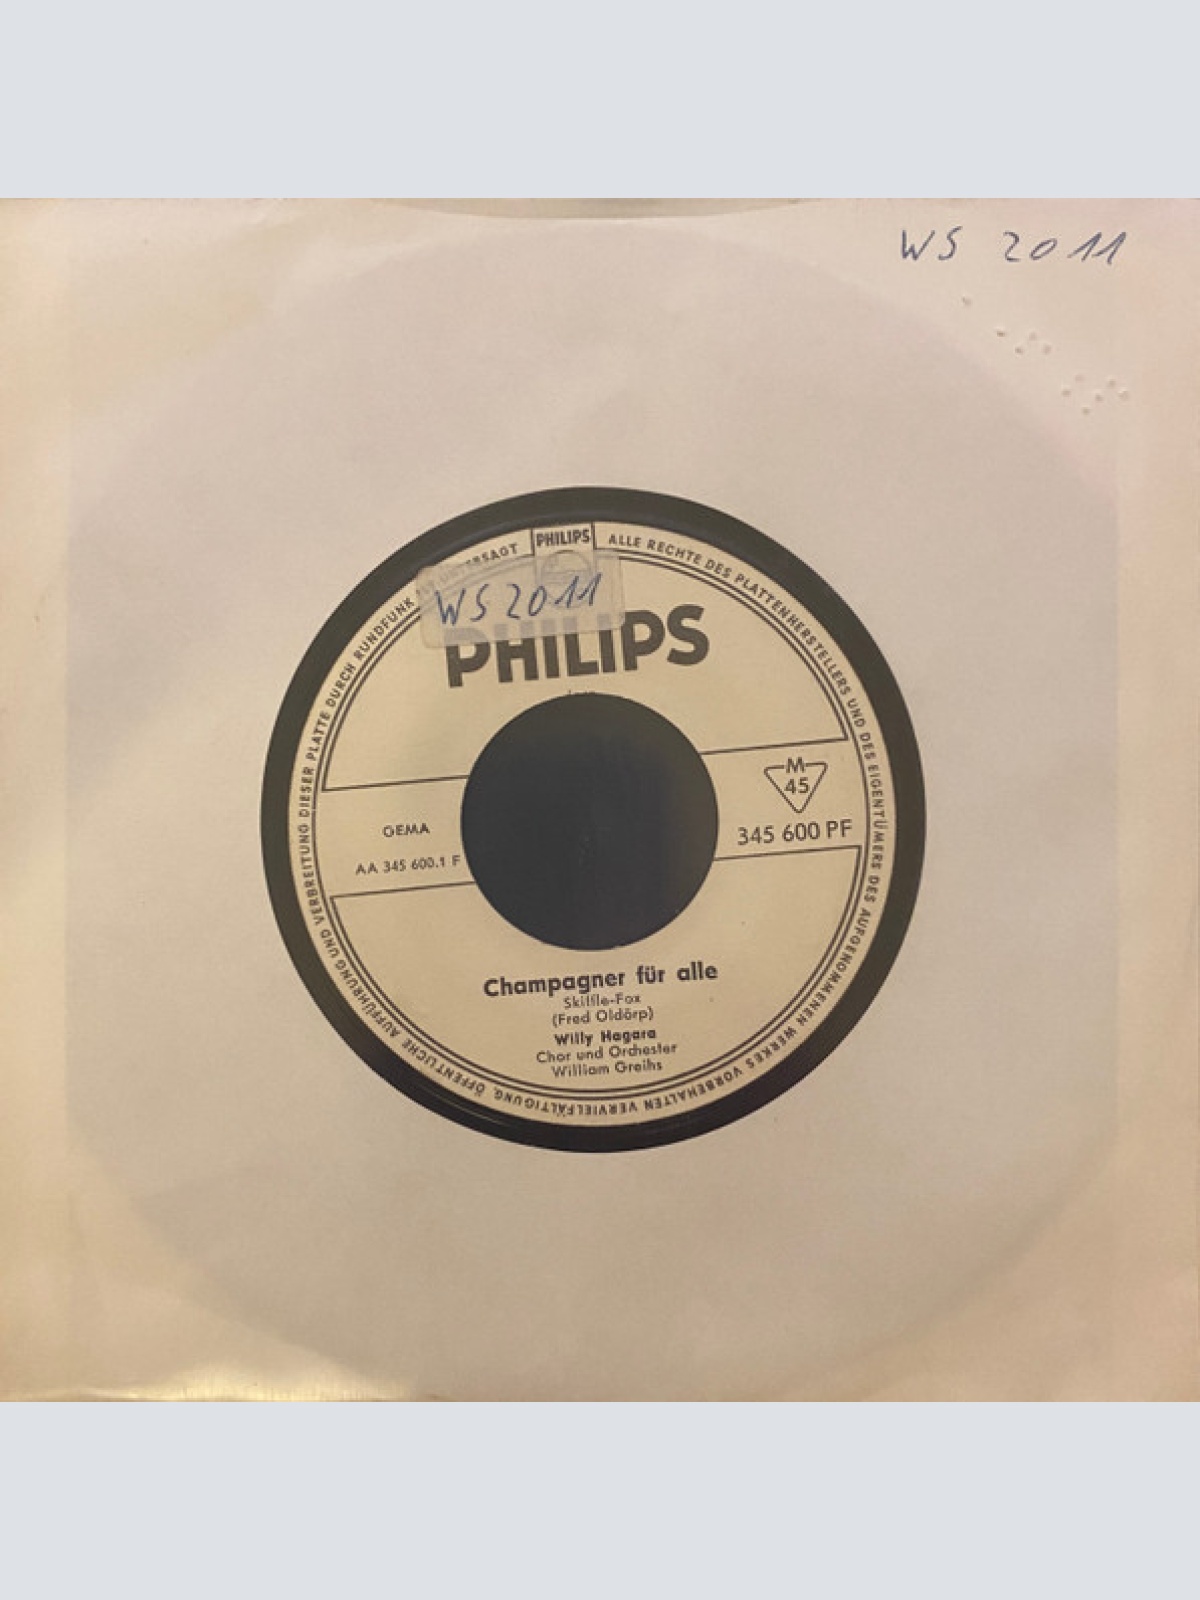 WS 2011
PHILIPS
WS 2011
PHILIPS
M
45
GEMA
345 600 PF
AA 345 600.1 F
Champagner für alle
Skiffle-Fox
(Fred Oldörp)
Willy Hagara
Chor und Orchester
William Greihs
ALLE RECHTE DES PLATTENHERSTELLERS UND DES EIGENTÜMERS DES AUFGENOMMENEN WERKES VORBEHALTEN VERVIELFÄLTIGUNG, ÖFFENTLICHE AUFFÜHRUNG UND VERBREITUNG DIESER PLATTE DURCH RUNDFUNK IST UNTERSAGT